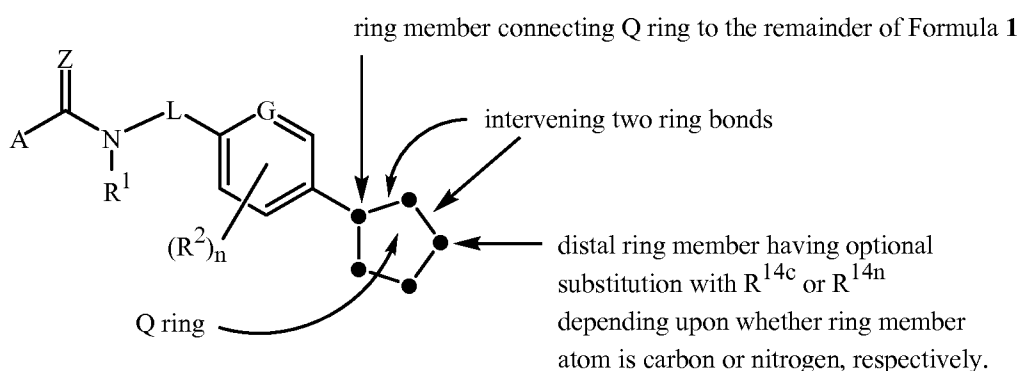 ring member connecting Q ring to the remainder of Formula 1
Z
A
N
L
G
R¹
(R²)n
intervening two ring bonds
distal ring member having optional
substitution with R¹⁴ᶜ or R¹⁴ⁿ
depending upon whether ring member
atom is carbon or nitrogen, respectively.
Q ring